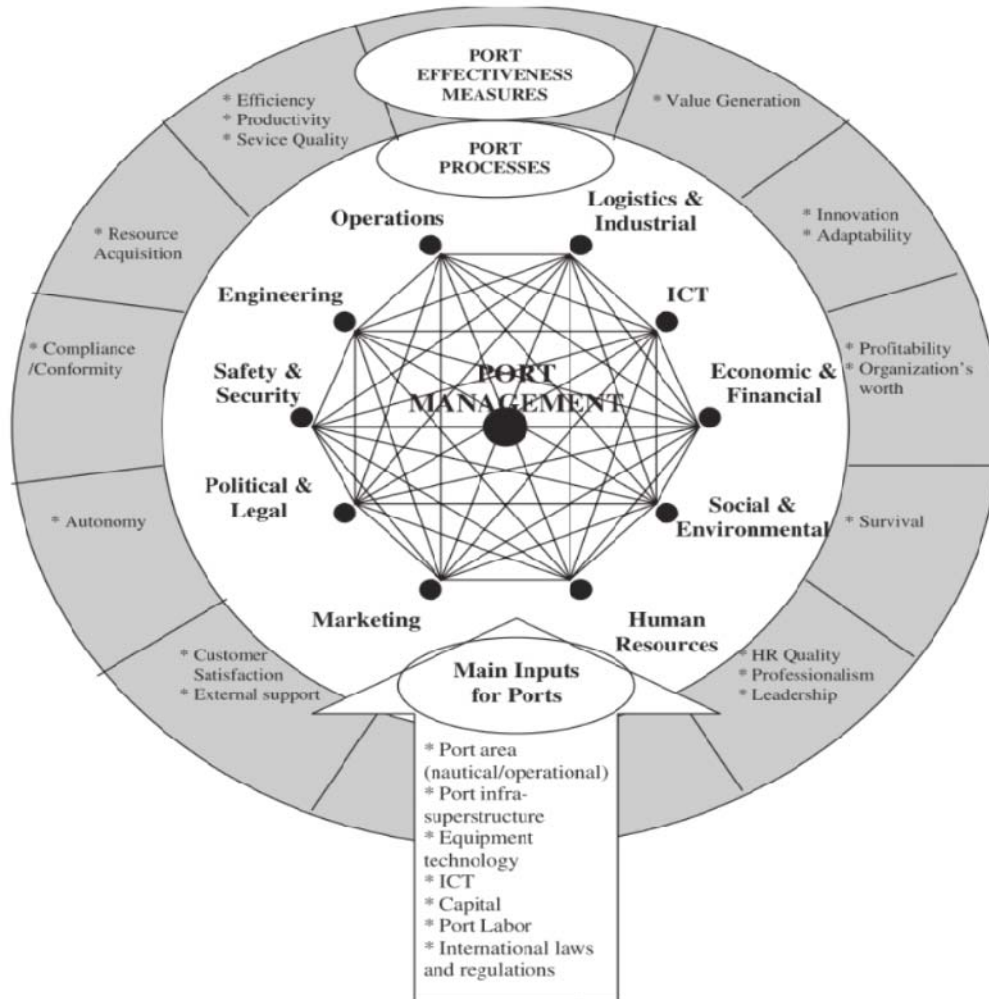 PORT
EFFECTIVENESS
MEASURES
* Efficiency
* Productivity
* Sevice Quality
* Value Generation
PORT
PROCESSES
Operations
Logistics &
Industrial
* Resource
Acquisition
* Innovation
* Adaptability
Engineering
ICT
* Compliance
/Conformity
Safety &
Security
PORT
MANAGEMENT
Economic &
Financial
* Profitability
* Organization's
worth
* Autonomy
Political &
Legal
Social &
Environmental
* Survival
Marketing
Human
Resources
* Customer
Satisfaction
* External support
Main Inputs
for Ports
* HR Quality
* Professionalism
* Leadership
* Port area
(nautical/operational)
* Port infra-
superstructure
* Equipment
technology
* ICT
* Capital
* Port Labor
* International laws
and regulations